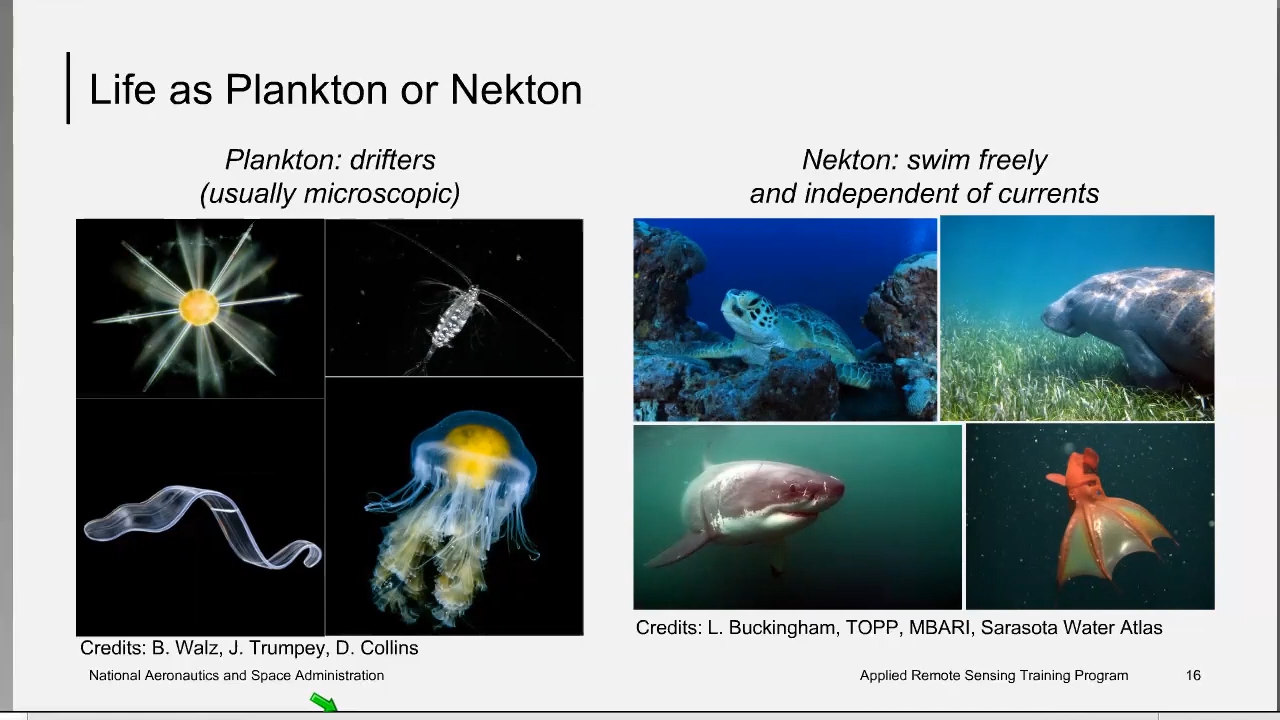 Life as Plankton or Nekton
Plankton: drifters
(usually microscopic)
Nekton: swim freely
and independent of currents
Credits: B. Walz, J. Trumpey, D. Collins
Credits: L. Buckingham, TOPP, MBARI, Sarasota Water Atlas
National Aeronautics and Space Administration
Applied Remote Sensing Training Program
16